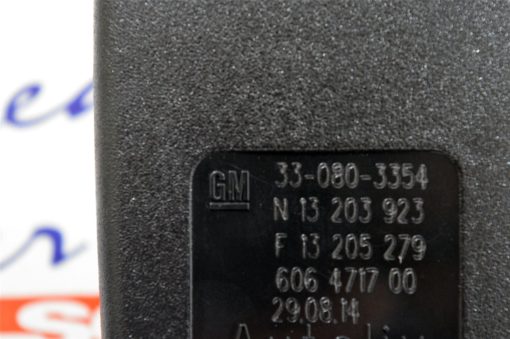 GM
33-080-3354
N 13 203 923
F 13 205 279
606 4717 00
29.08.14